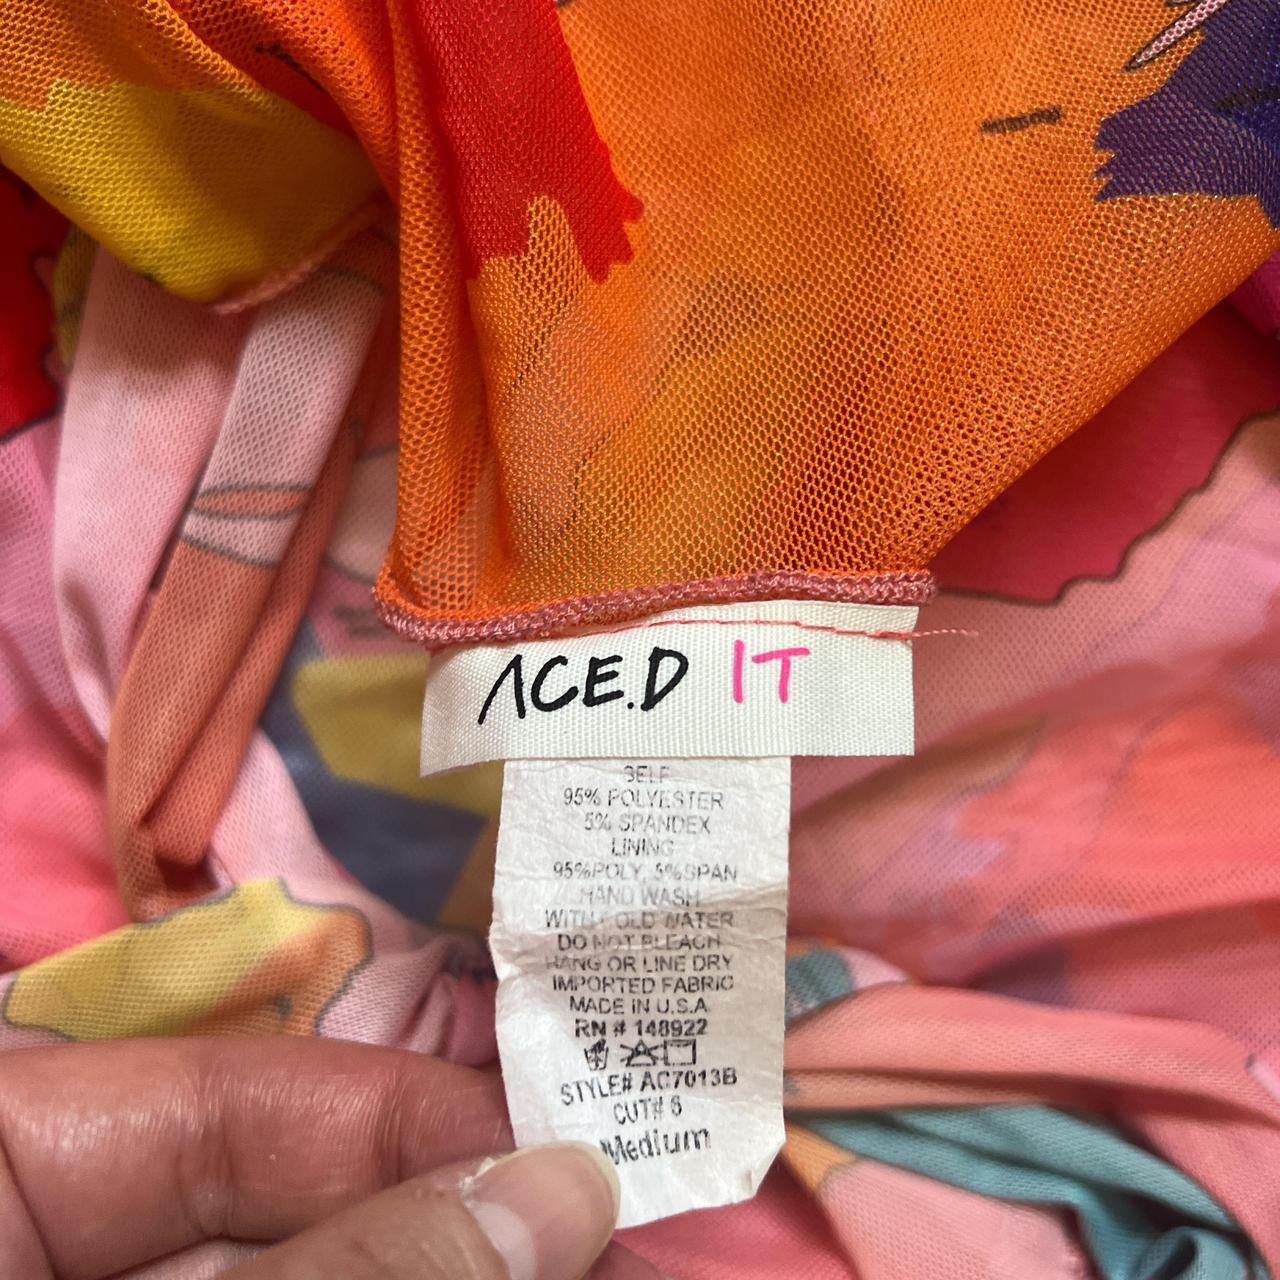 ACE.D IT
SELF
95% POLYESTER
5% SPANDEX
LINING
95%POLY, 5%SPAN
HAND WASH
WITH COLD WATER
DO NOT BLEACH
HANG OR LINE DRY
IMPORTED FABRIC
MADE IN U.S.A
RN # 148922
STYLE# AC7013B
CUT# 6
Medium